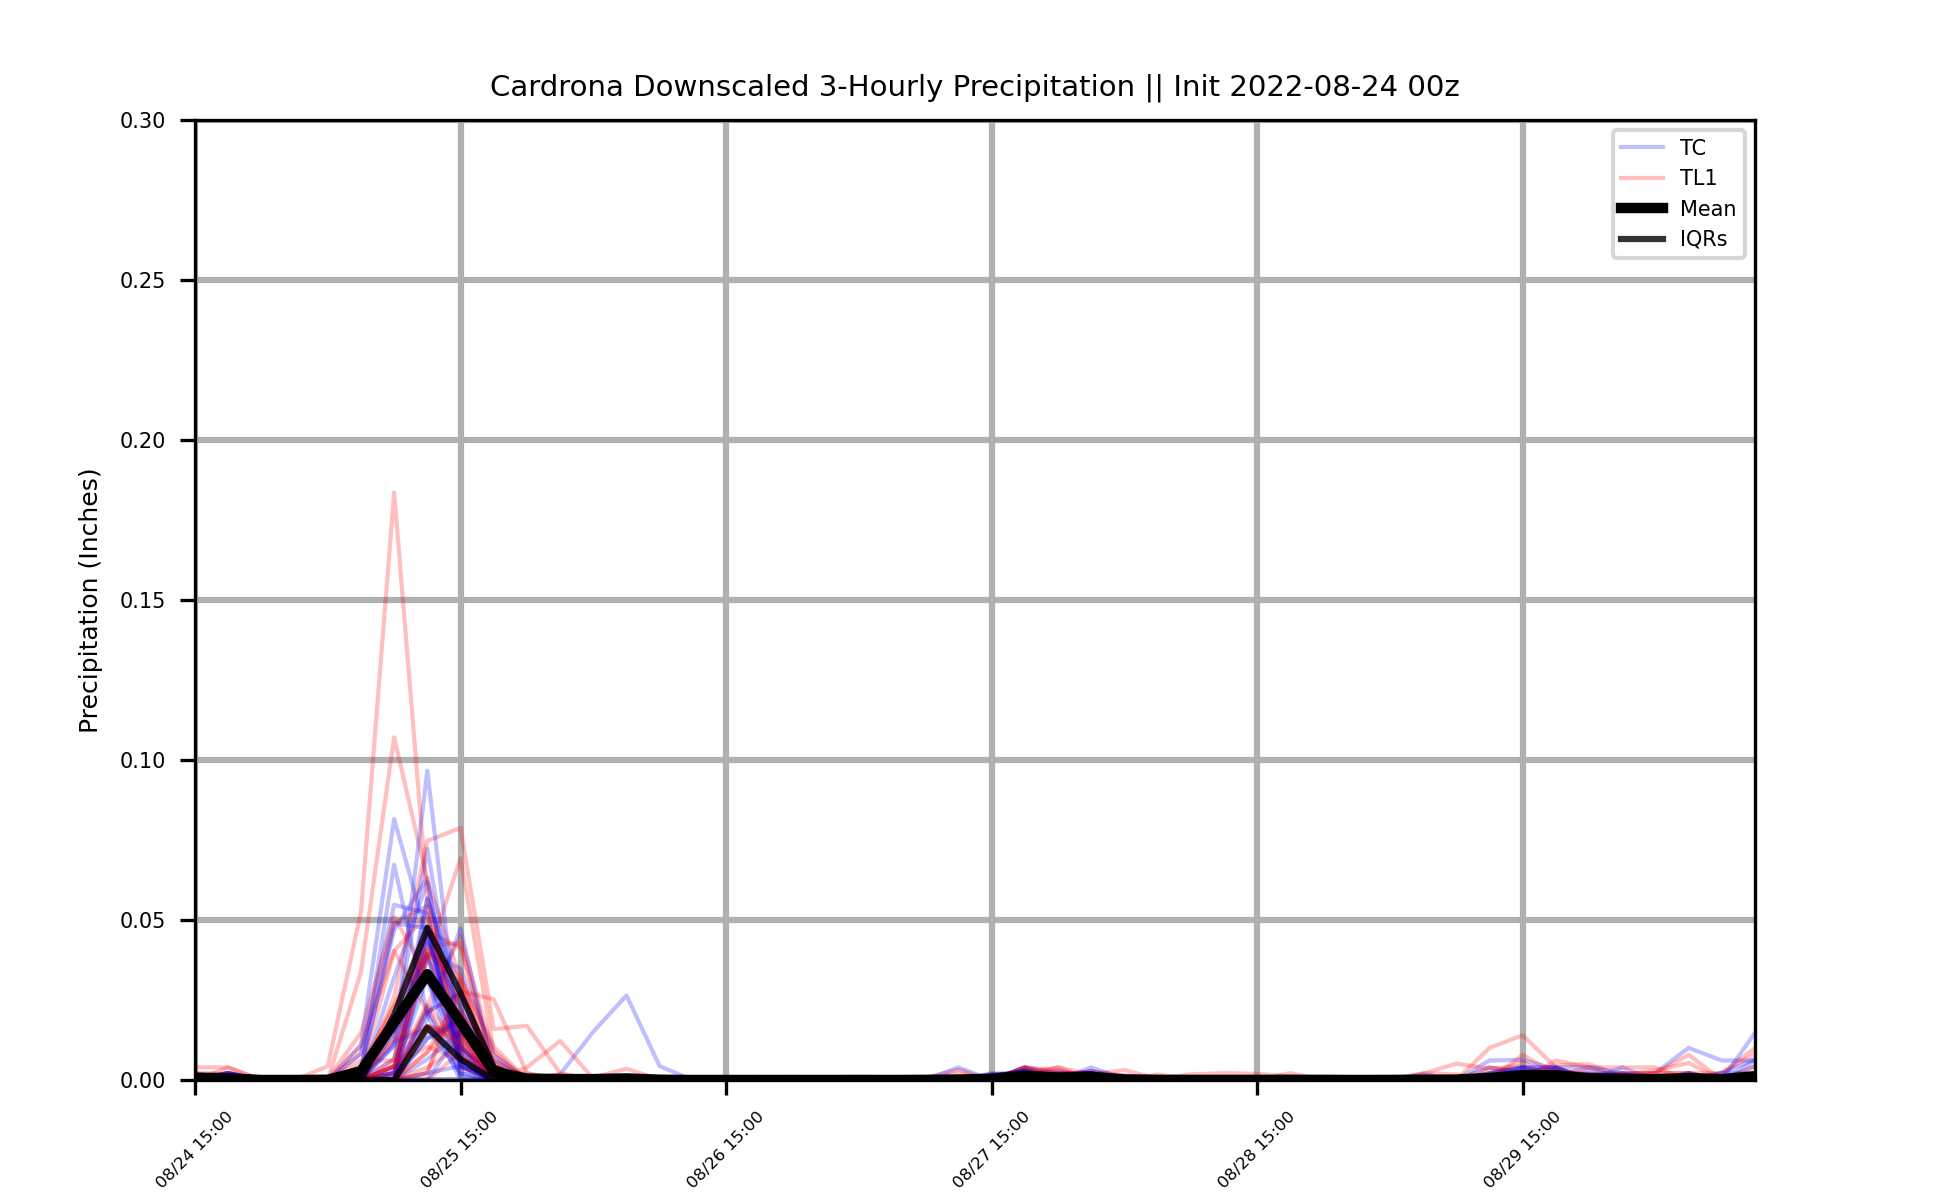 Cardrona Downscaled 3-Hourly Precipitation || Init 2022-08-24 00z
Precipitation (Inches)
0.30
0.25
0.20
0.15
0.10
0.05
0.00
TC
TL1
Mean
IQRs
08/24 15:00
08/25 15:00
08/26 15:00
08/27 15:00
08/28 15:00
08/29 15:00